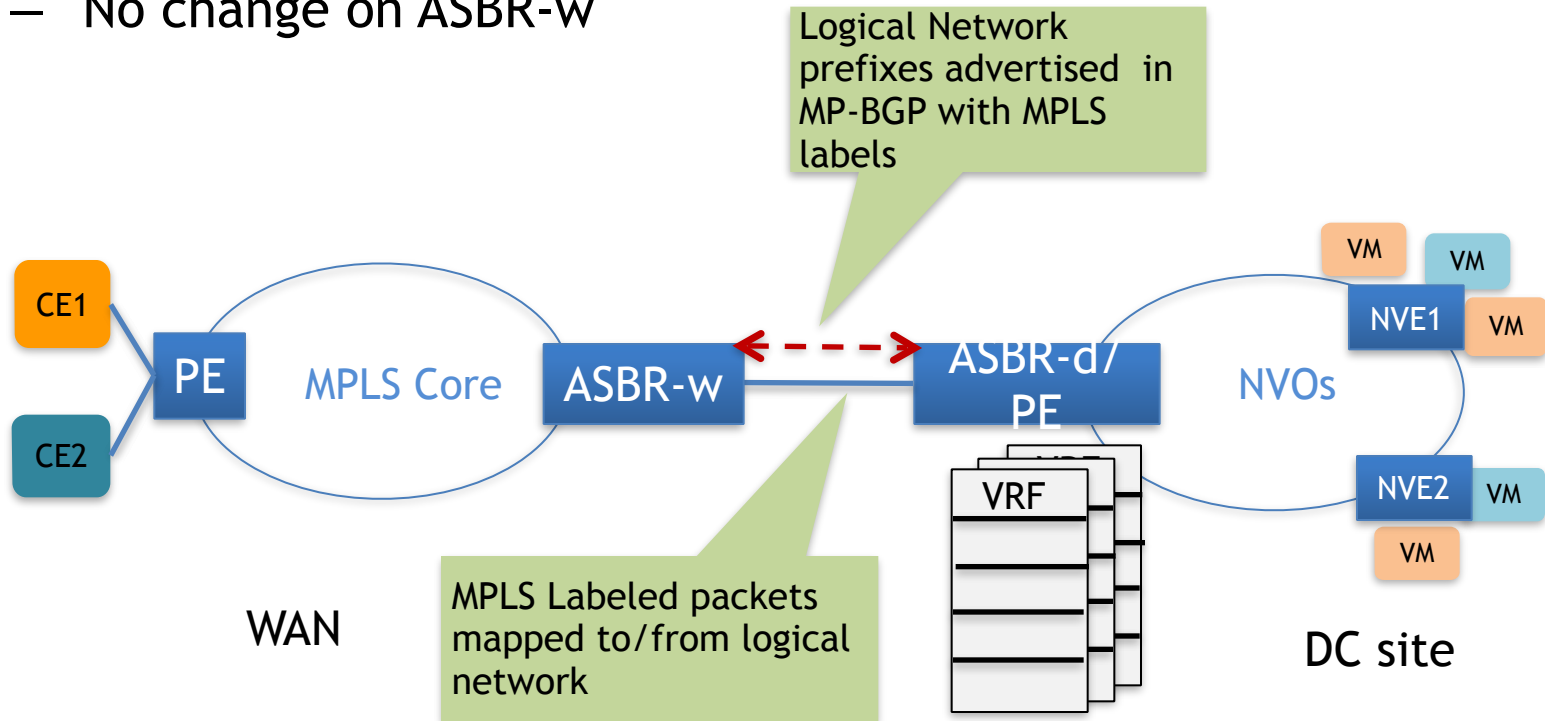 — No change on ASBR-w
Logical Network
prefixes advertised in
MP-BGP with MPLS
labels
CE1
CE2
PE
MPLS Core
ASBR-w
ASBR-d/
PE
NVOs
VM
VM
NVE1
VM
NVE2
VM
VM
VRF
MPLS Labeled packets
mapped to/from logical
network
WAN
DC site